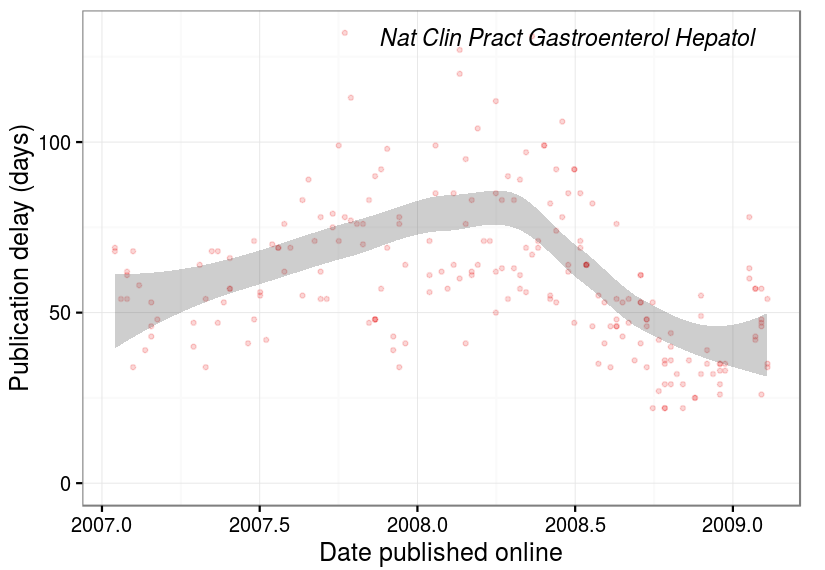 Nat Clin Pract Gastroenterol Hepatol
Publication delay (days)
100
50
0
2007.0 2007.5 2008.0 2008.5 2009.0
Date published online